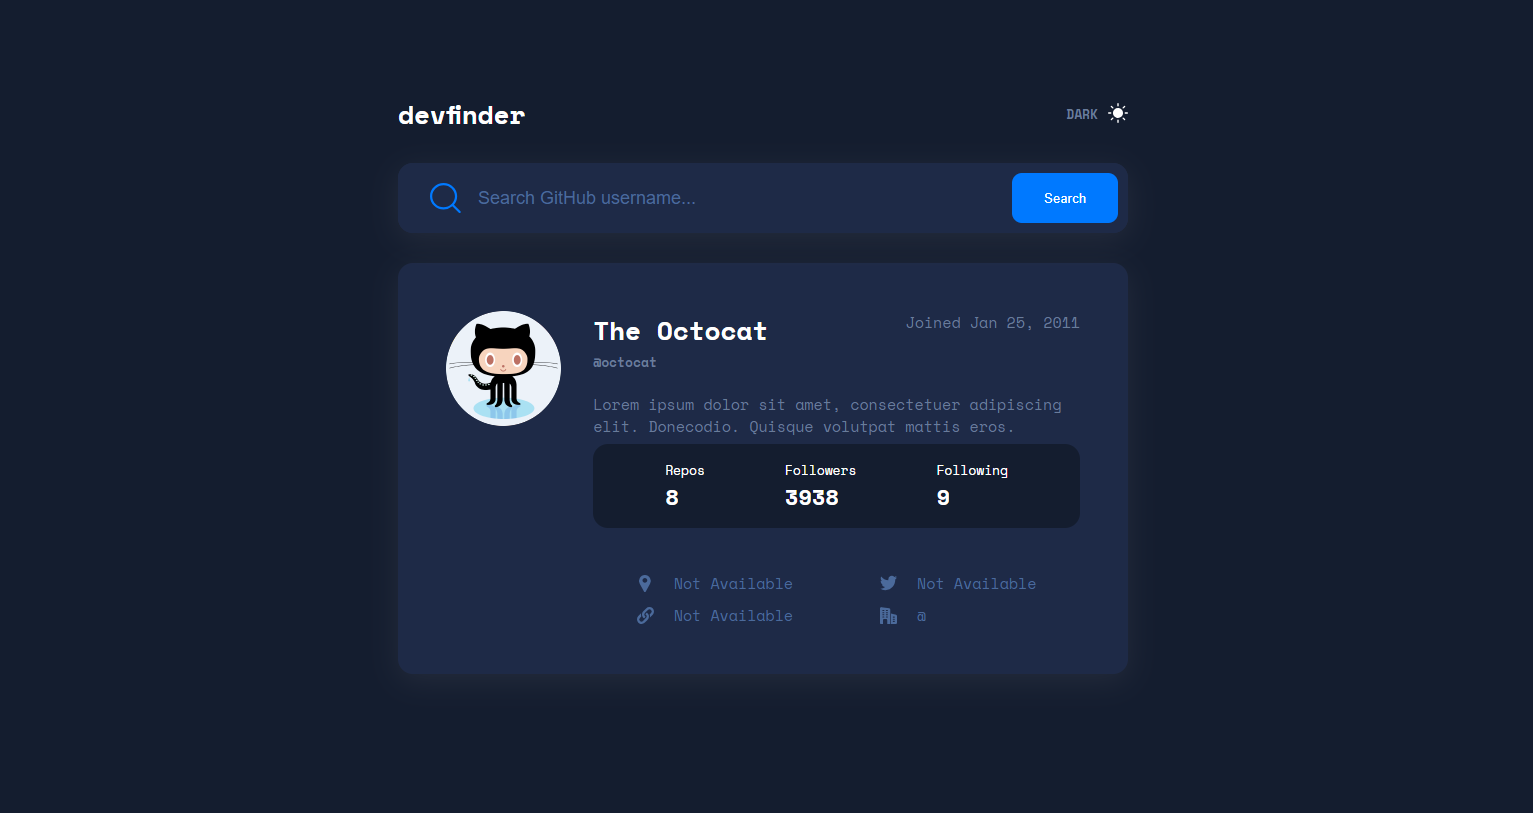 devfinder
DARK
Search GitHub username...
Search
The Octocat
Joined Jan 25, 2011
@octocat
Lorem ipsum dolor sit amet, consectetuer adipiscing
elit. Donecodio. Quisque volutpat mattis eros.
Repos Followers Following
8 3938 9
Not Available Not Available
Not Available @